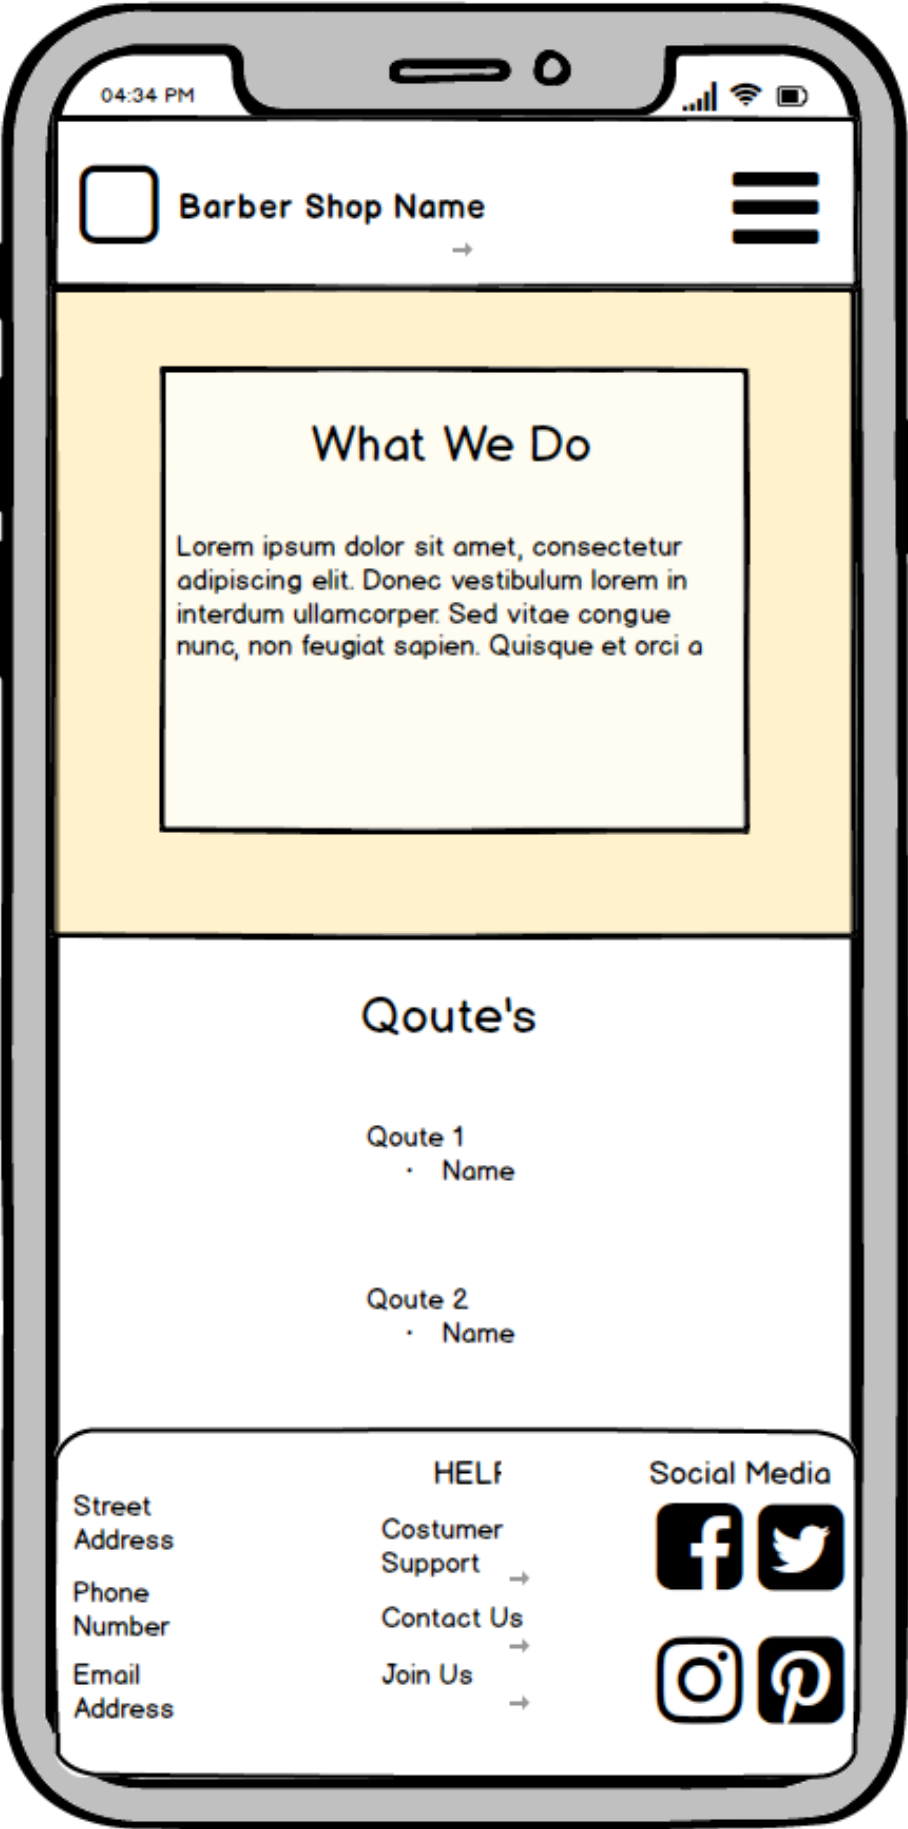 04:34 PM
Barber Shop Name
What We Do
Lorem ipsum dolor sit amet, consectetur
adipiscing elit. Donec vestibulum lorem in
interdum ullamcorper. Sed vitae congue
nunc, non feugiat sapien. Quisque et orci a
Qoute's
Qoute 1
· Name
Qoute 2
· Name
Street
Address
Phone
Number
Email
Address
HELP
Costumer
Support
Contact Us
Join Us
Social Media